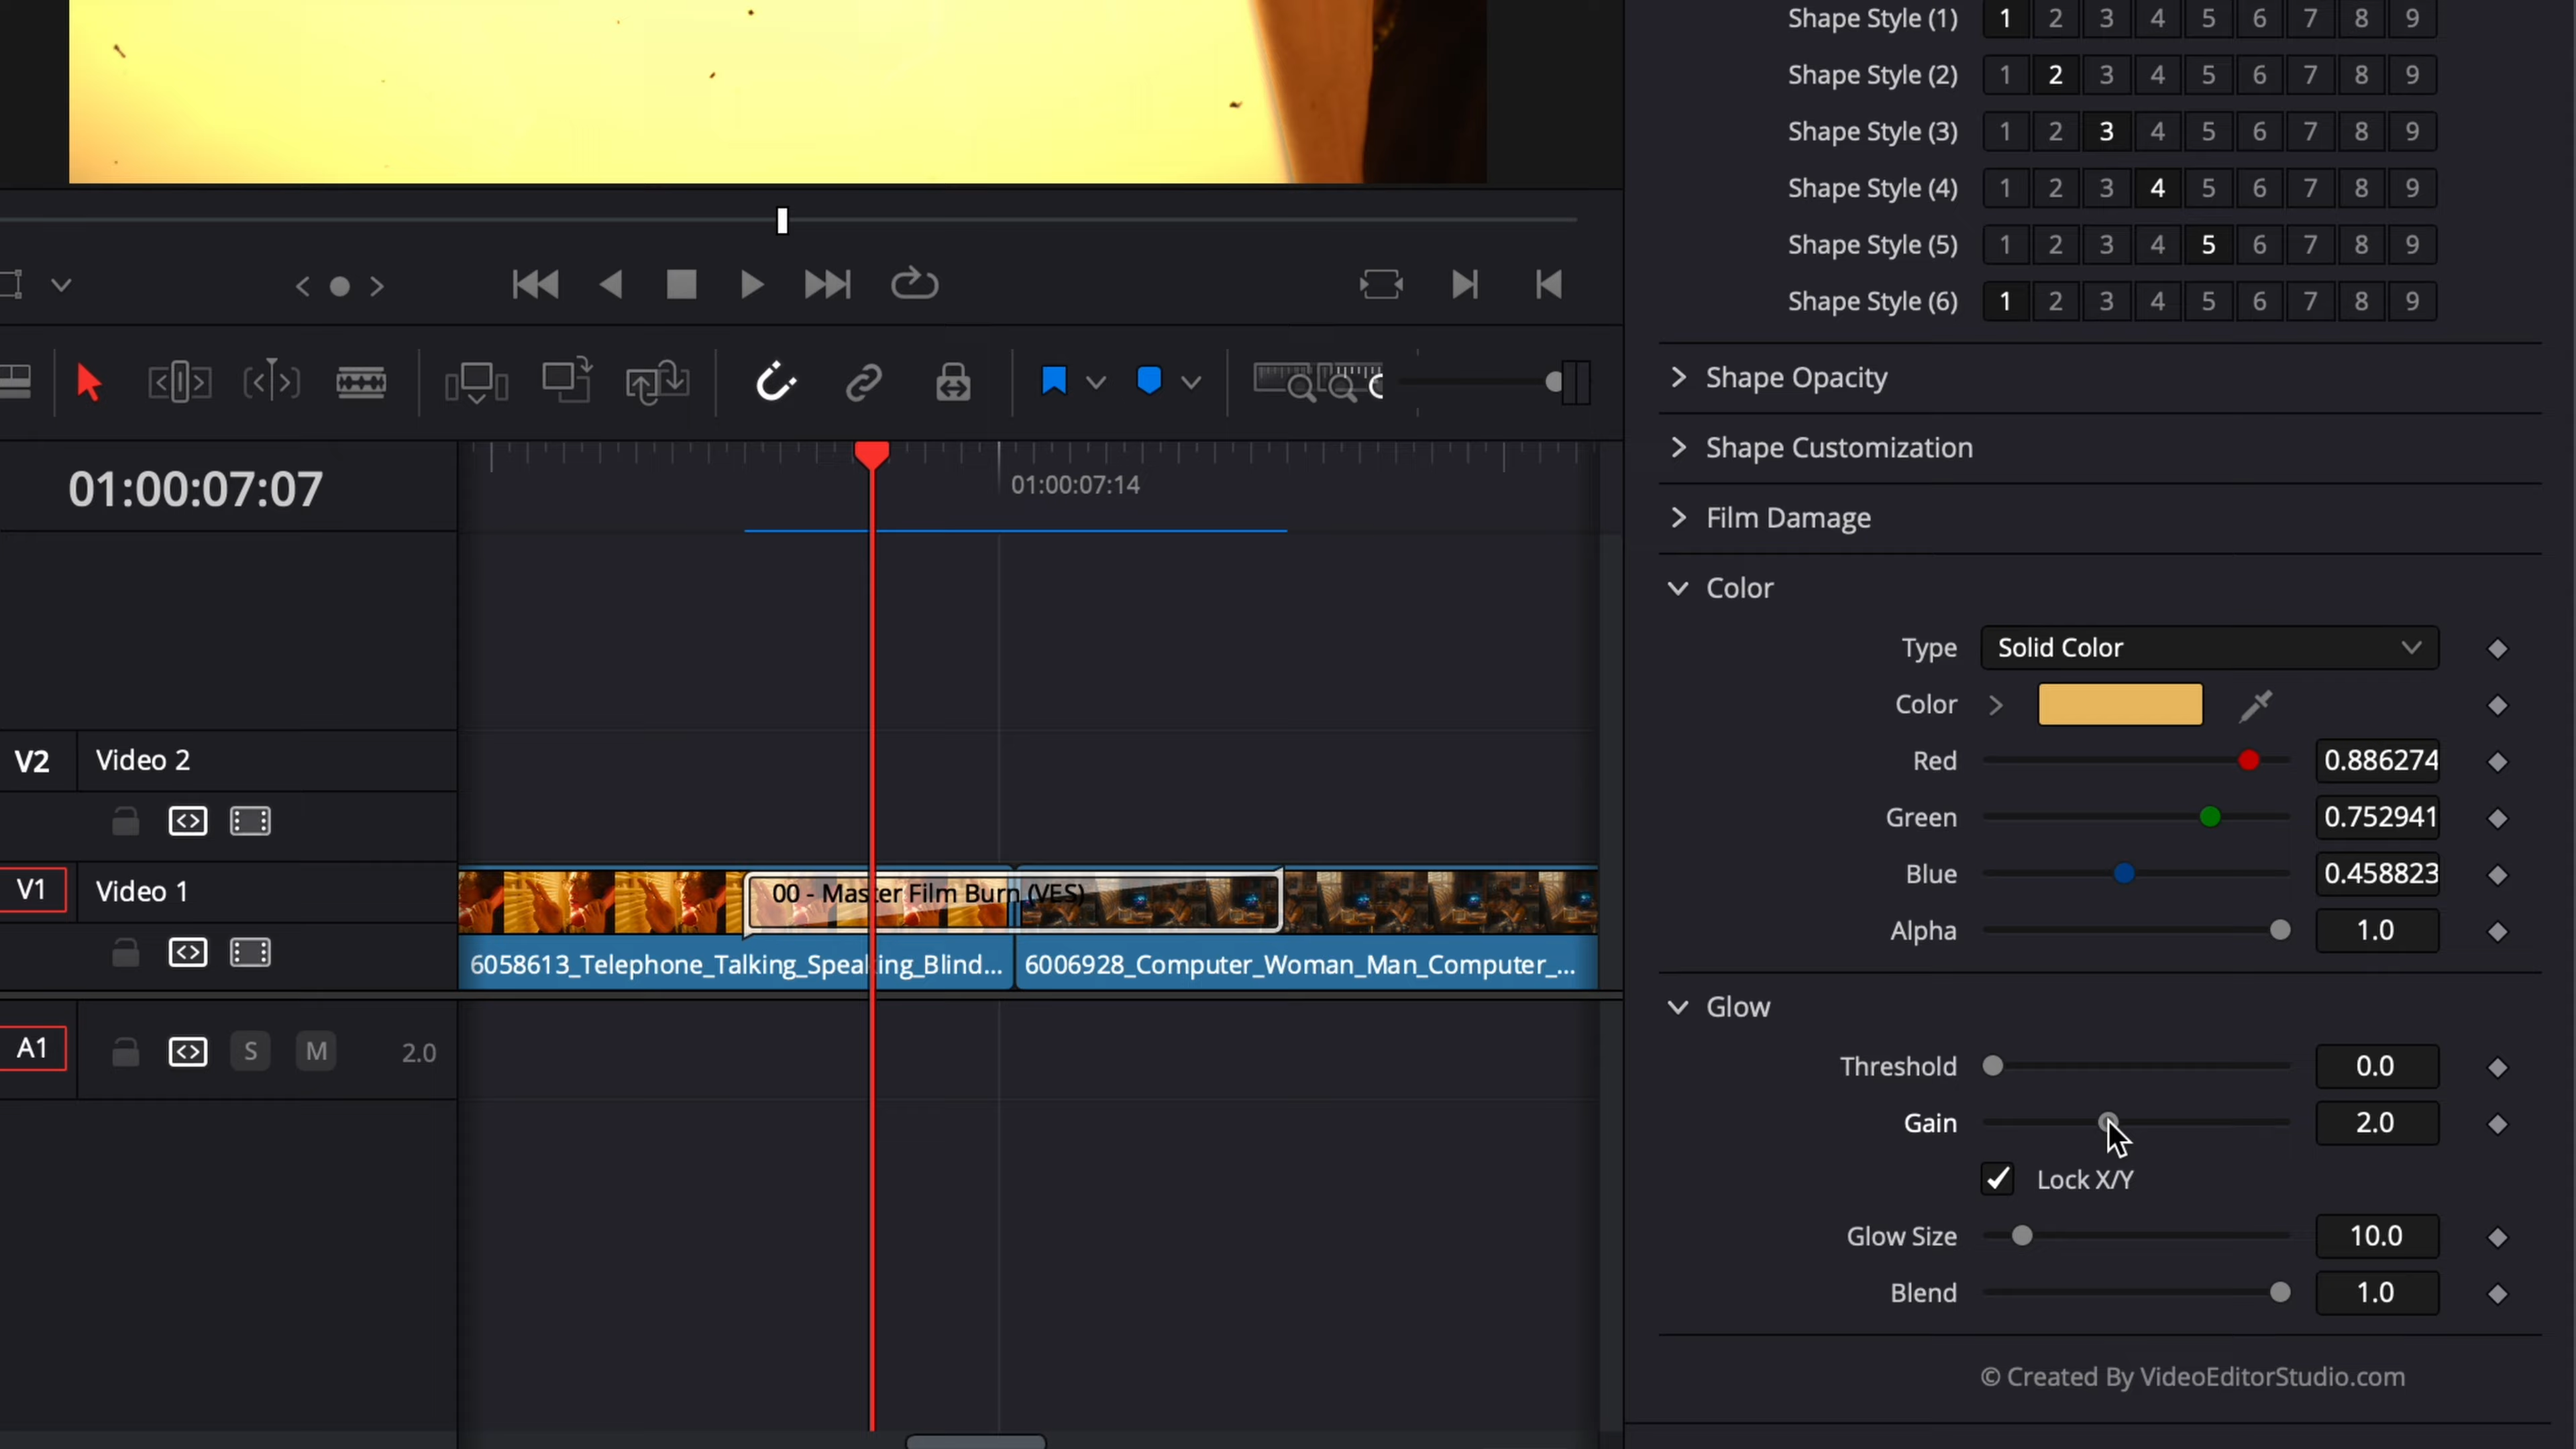 Shape Style (1) 1 2 3 4 5 6 7 8 9
Shape Style (2) 1 2 3 4 5 6 7 8 9
Shape Style (3) 1 2 3 4 5 6 7 8 9
Shape Style (4) 1 2 3 4 5 6 7 8 9
Shape Style (5) 1 2 3 4 5 6 7 8 9
Shape Style (6) 1 2 3 4 5 6 7 8 9
Shape Opacity
Shape Customization
Film Damage
Color
Type Solid Color
Color
Red 0.886274
Green 0.752941
Blue 0.458823
Alpha 1.0
Glow
Threshold 0.0
Gain 2.0
Lock X/Y
Glow Size 10.0
Blend 1.0
© Created By VideoEditorStudio.com
01:00:07:07
01:00:07:14
V2 Video 2
V1 Video 1
00 - Master Film Burn (VES)
6058613_Telephone_Talking_Speaking_Blind...
6006928_Computer_Woman_Man_Computer_...
A1 S M 2.0